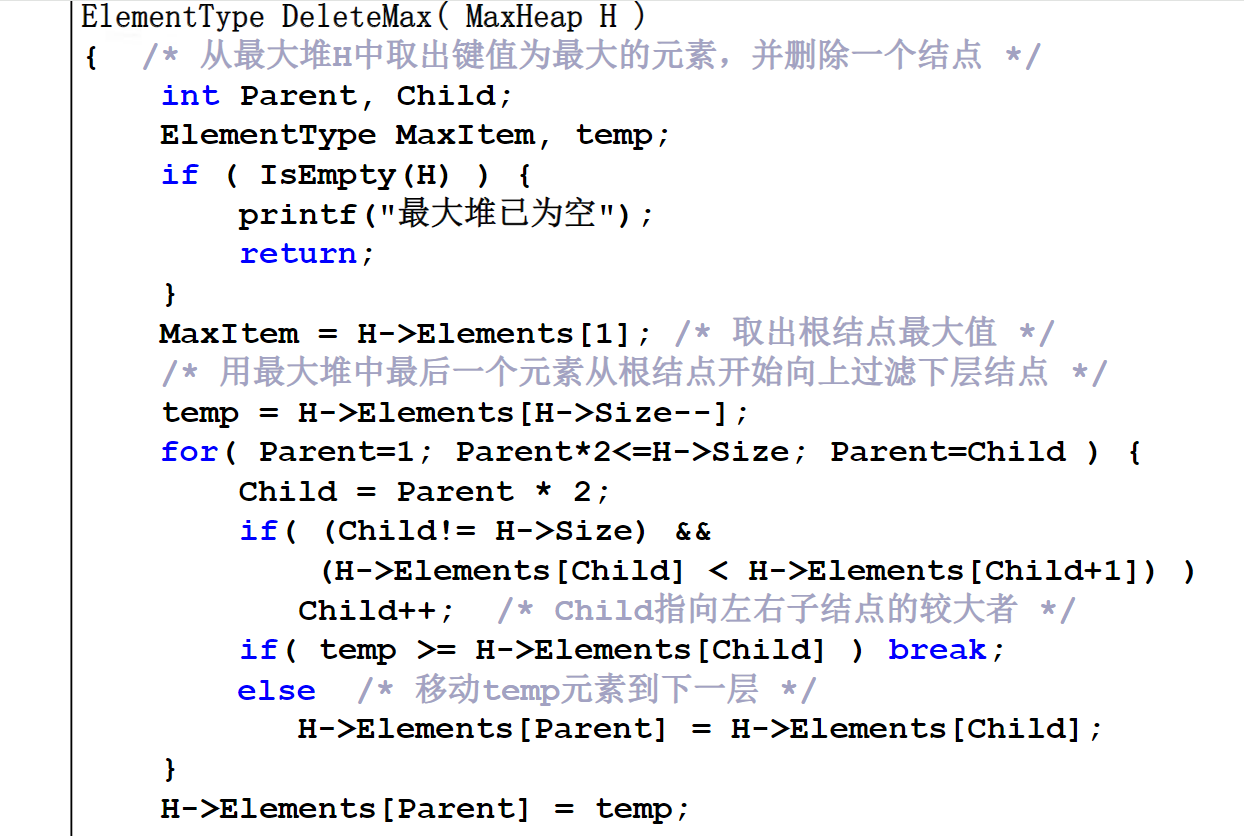 ElementType DeleteMax( MaxHeap H )
{ /* 从最大堆H中取出键值为最大的元素，并删除一个结点 */
int Parent, Child;
ElementType MaxItem, temp;
if ( IsEmpty(H) ) {
printf("最大堆已为空");
return;
}
MaxItem = H->Elements[1]; /* 取出根结点最大值 */
/* 用最大堆中最后一个元素从根结点开始向上过滤下层结点 */
temp = H->Elements[H->Size--];
for( Parent=1; Parent*2<=H->Size; Parent=Child ) {
Child = Parent * 2;
if( (Child!= H->Size) &&
(H->Elements[Child] < H->Elements[Child+1]) )
Child++; /* Child指向左右子结点的较大者 */
if( temp >= H->Elements[Child] ) break;
else /* 移动temp元素到下一层 */
H->Elements[Parent] = H->Elements[Child];
}
H->Elements[Parent] = temp;